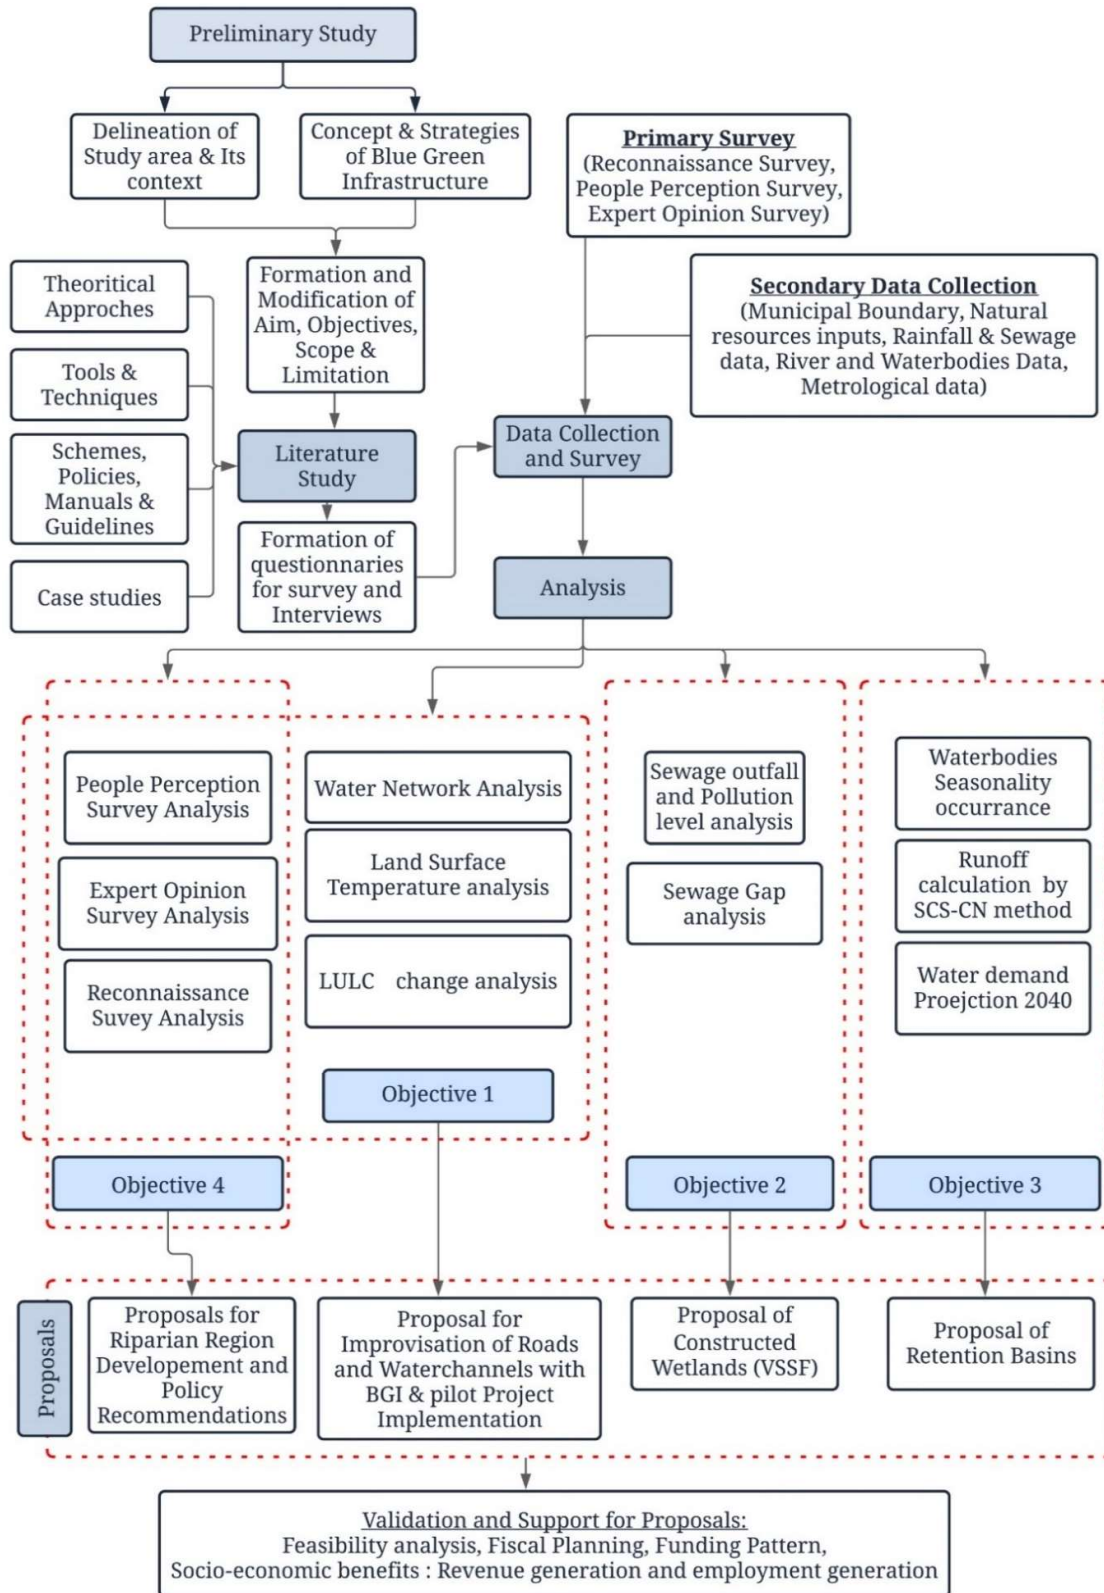 Preliminary Study
Delineation of
Study area & Its
context
Concept & Strategies
of Blue Green
Infrastructure
Primary Survey
(Reconnaissance Survey,
People Perception Survey,
Expert Opinion Survey)
Theoritical
Approches
Tools &
Techniques
Schemes,
Policies,
Manuals &
Guidelines
Case studies
Formation and
Modification of
Aim, Objectives,
Scope &
Limitation
Secondary Data Collection
(Municipal Boundary, Natural
resources inputs, Rainfall & Sewage
data, River and Waterbodies Data,
Metrological data)
Literature
Study
Data Collection
and Survey
Formation of
questionnaries
for survey and
Interviews
Analysis
People Perception
Survey Analysis
Expert Opinion
Survey Analysis
Reconnaissance
Suvey Analysis
Water Network Analysis
Land Surface
Temperature analysis
LULC change analysis
Sewage outfall
and Pollution
level analysis
Sewage Gap
analysis
Waterbodies
Seasonality
occurrance
Runoff
calculation by
SCS-CN method
Water demand
Proejction 2040
Objective 1
Objective 4
Objective 2
Objective 3
Proposals
Proposals for
Riparian Region
Developement and
Policy
Recommendations
Proposal for
Improvisation of Roads
and Waterchannels with
BGI & pilot Project
Implementation
Proposal of
Constructed
Wetlands (VSSF)
Proposal of
Retention Basins
Validation and Support for Proposals:
Feasibility analysis, Fiscal Planning, Funding Pattern,
Socio-economic benefits : Revenue generation and employment generation